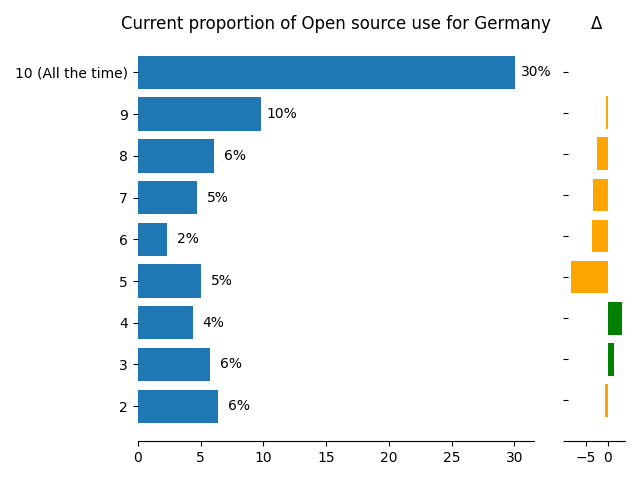 Current proportion of Open source use for Germany Δ
10 (All the time) 30%
9 10%
8 6%
7 5%
6 2%
5 5%
4 4%
3 6%
2 6%
0 5 10 15 20 25 30 −5 0